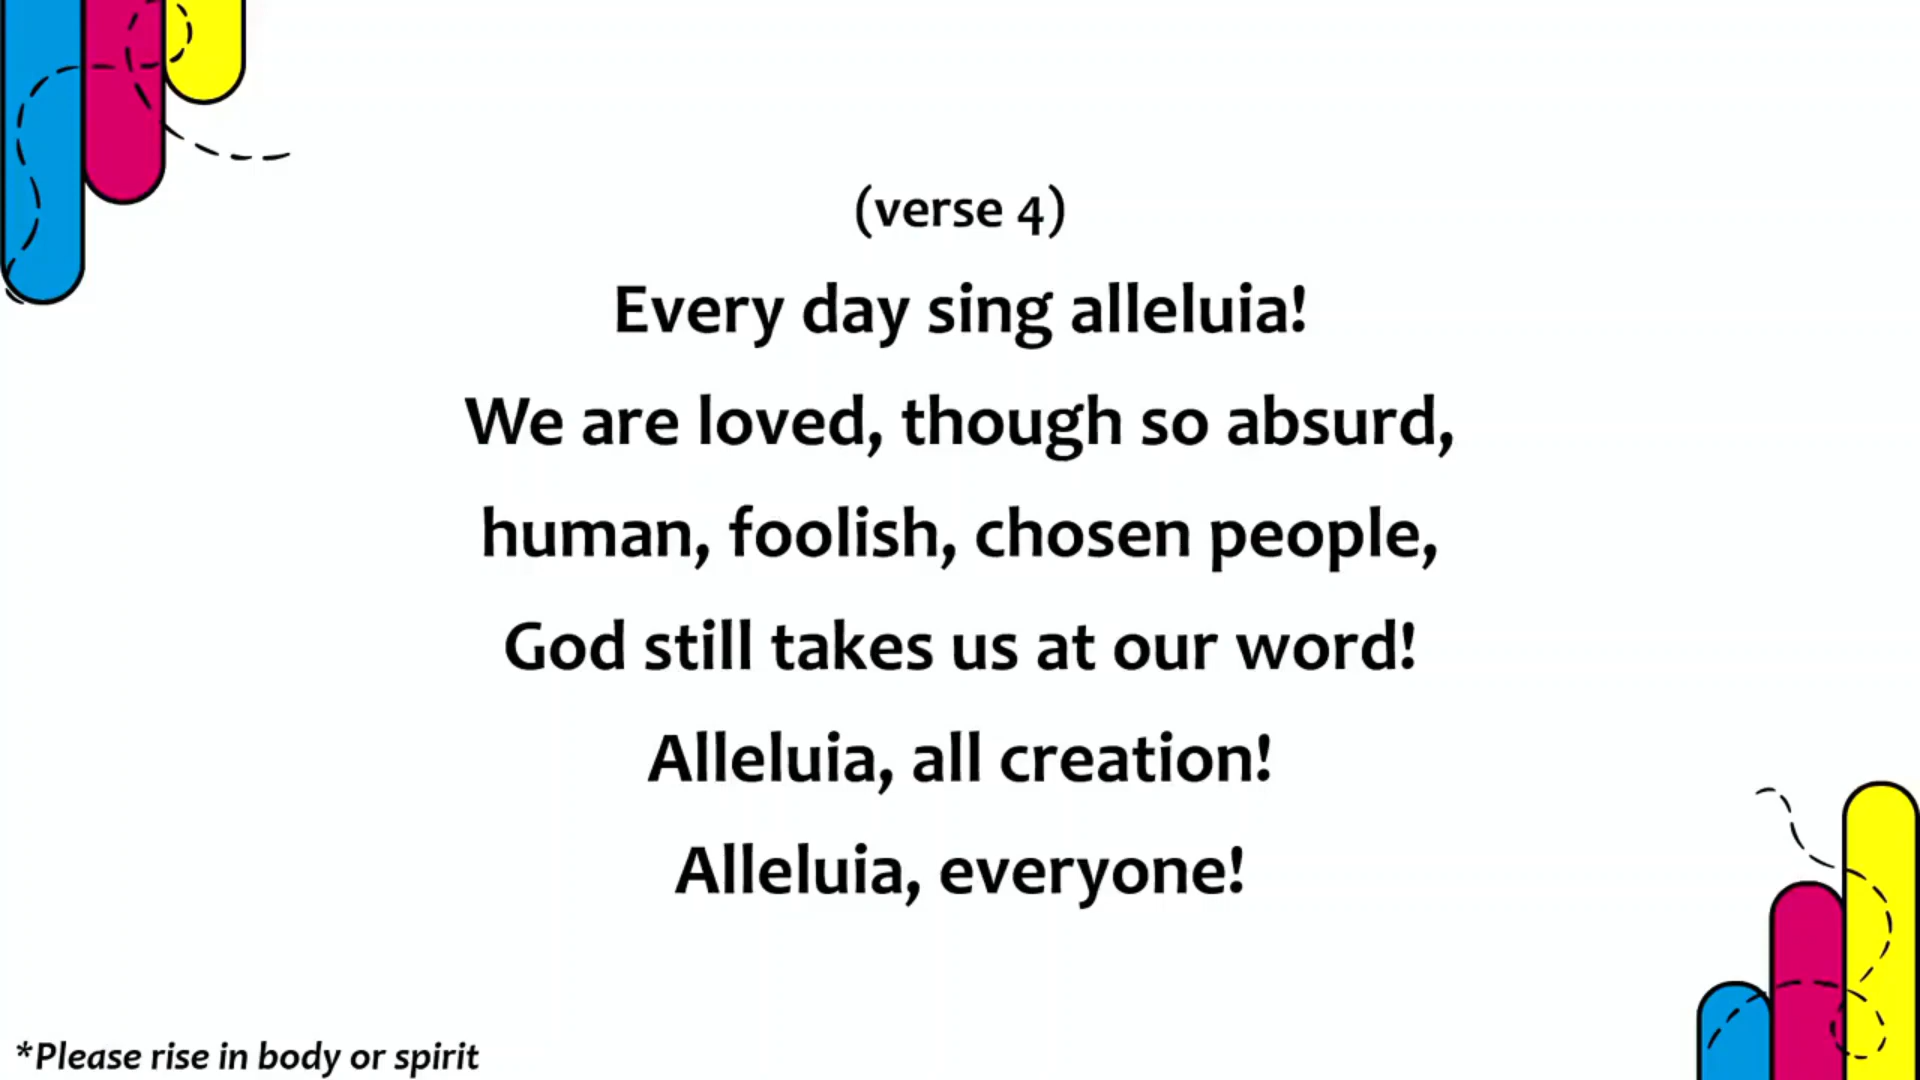 (verse 4)
Every day sing alleluia!
We are loved, though so absurd,
human, foolish, chosen people,
God still takes us at our word!
Alleluia, all creation!
Alleluia, everyone!
*Please rise in body or spirit